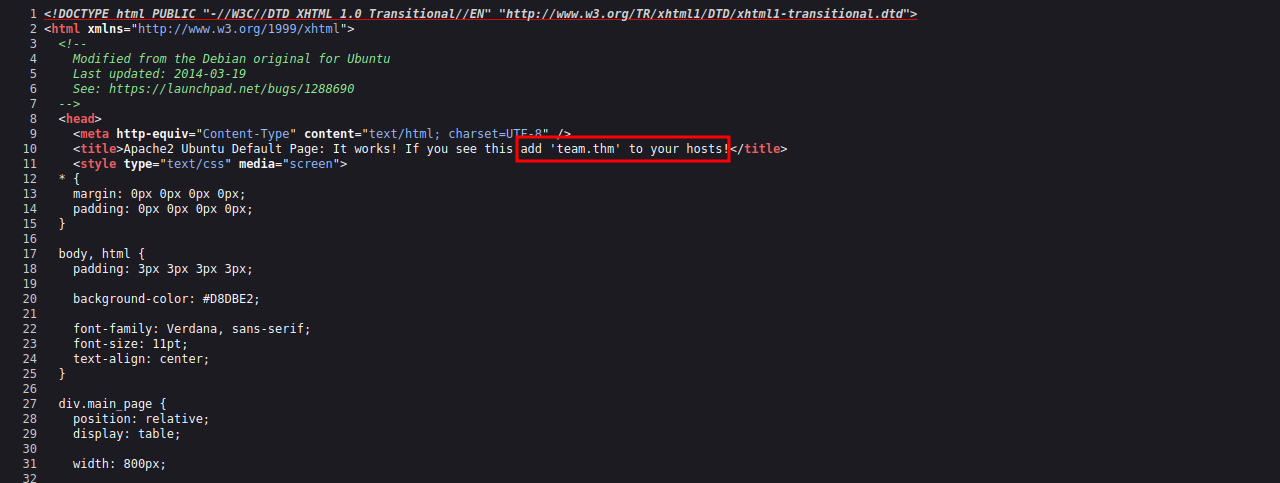 1 <!DOCTYPE html PUBLIC "-//W3C//DTD XHTML 1.0 Transitional//EN" "http://www.w3.org/TR/xhtml1/DTD/xhtml1-transitional.dtd">
2 <html xmlns="http://www.w3.org/1999/xhtml">
3 <!--
4 Modified from the Debian original for Ubuntu
5 Last updated: 2014-03-19
6 See: https://launchpad.net/bugs/1288690
7 -->
8 <head>
9 <meta http-equiv="Content-Type" content="text/html; charset=UTF-8" />
10 <title>Apache2 Ubuntu Default Page: It works! If you see this add 'team.thm' to your hosts!</title>
11 <style type="text/css" media="screen">
12 * {
13 margin: 0px 0px 0px 0px;
14 padding: 0px 0px 0px 0px;
15 }
16
17 body, html {
18 padding: 3px 3px 3px 3px;
19
20 background-color: #D8DBE2;
21
22 font-family: Verdana, sans-serif;
23 font-size: 11pt;
24 text-align: center;
25 }
26
27 div.main_page {
28 position: relative;
29 display: table;
30
31 width: 800px;
32